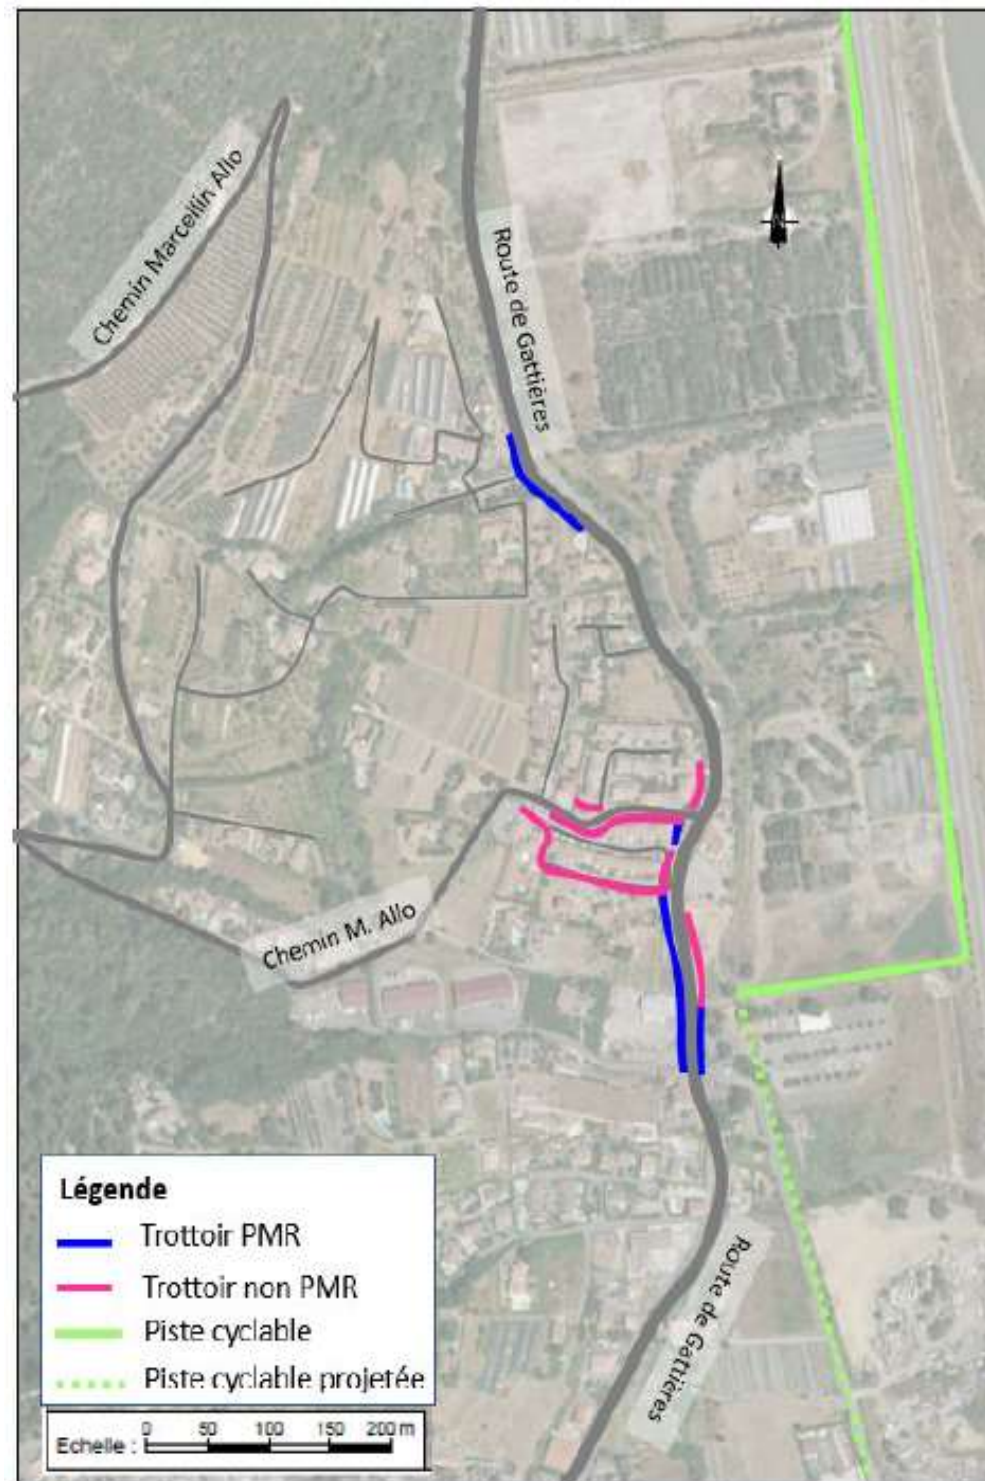 Chemin Marcellin Allo
Route de Gattières
Chemin M. Allo
Route de Gattières
Légende
Trottoir PMR
Trottoir non PMR
Piste cyclable
Piste cyclable projetée
Echelle : 0 50 100 150 200 m